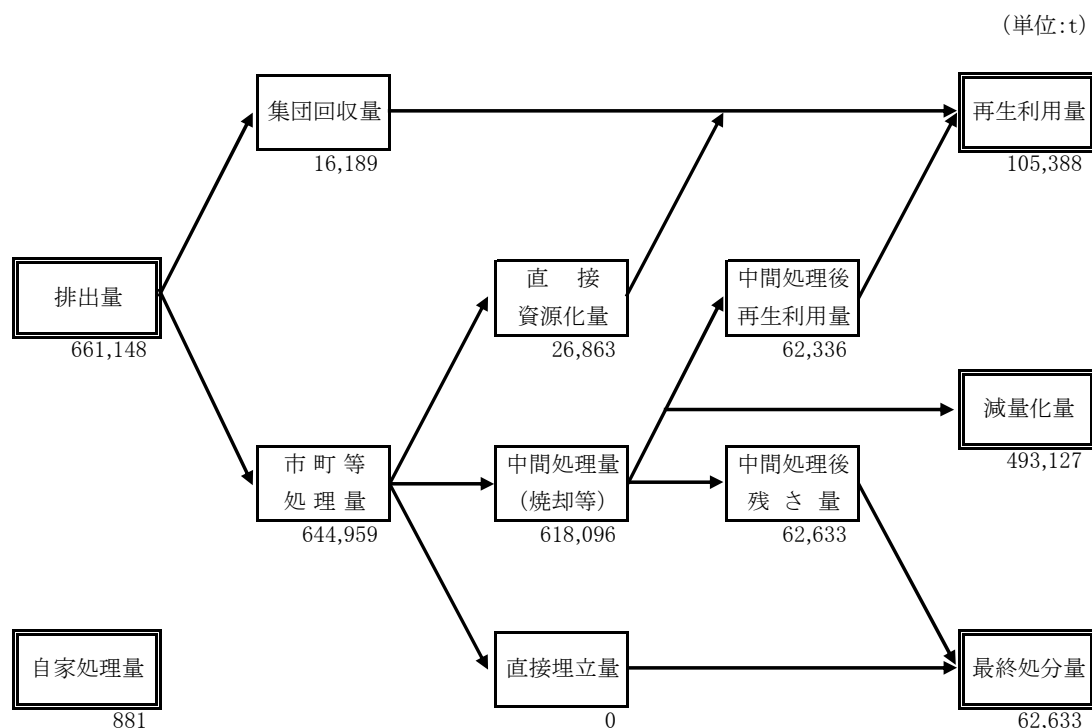 (単位:t)
集団回収量
16,189
再生利用量
105,388
排出量
661,148
直 接
資源化量
26,863
中間処理後
再生利用量
62,336
減量化量
493,127
市町等
処理量
644,959
中間処理量
(焼却等)
618,096
中間処理後
残さ量
62,633
自家処理量
881
直接埋立量
0
最終処分量
62,633